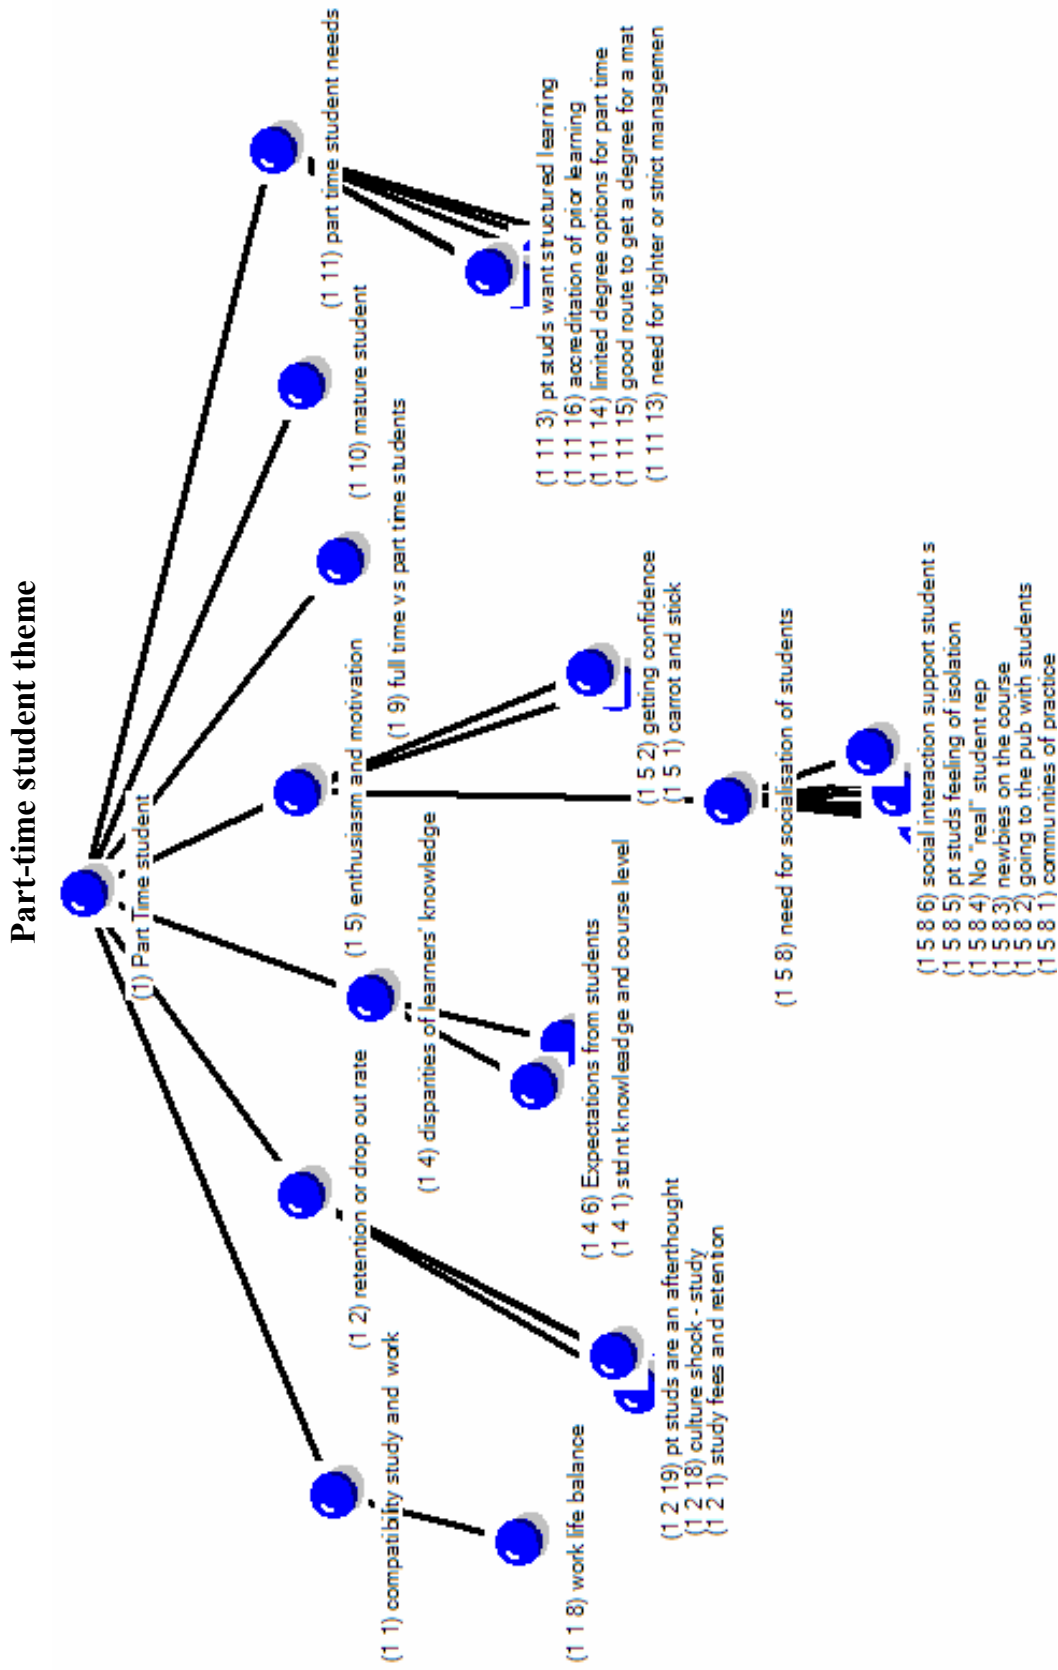 Part-time student theme
(1) Part Time student
(1 1) compatibility study and work
(1 1 8) work life balance
(1 2) retention or drop out rate
(1 2 19) pt studs are an afterthought
(1 2 18) culture shock - study
(1 2 1) study fees and retention
(1 4) disparities of learners' knowledge
(1 4 6) Expectations from students
(1 4 1) stdnt knowleadge and course level
(1 5) enthusiasm and motivation
(1 5 2) getting confidence
(1 5 1) carrot and stick
(1 5 8) need for socialisation of students
(1 5 8 6) social interaction support student s
(1 5 8 5) pt studs feeling of isolation
(1 5 8 4) No "real" student rep
(1 5 8 3) newbies on the course
(1 5 8 2) going to the pub with students
(1 5 8 1) communities of practice
(1 9) full time vs part time students
(1 10) mature student
(1 11) part time student needs
(1 11 3) pt studs want structured learning
(1 11 16) accreditation of prior learning
(1 11 14) limited degree options for part time
(1 11 15) good route to get a degree for a mat
(1 11 13) need for tighter or strict managemen